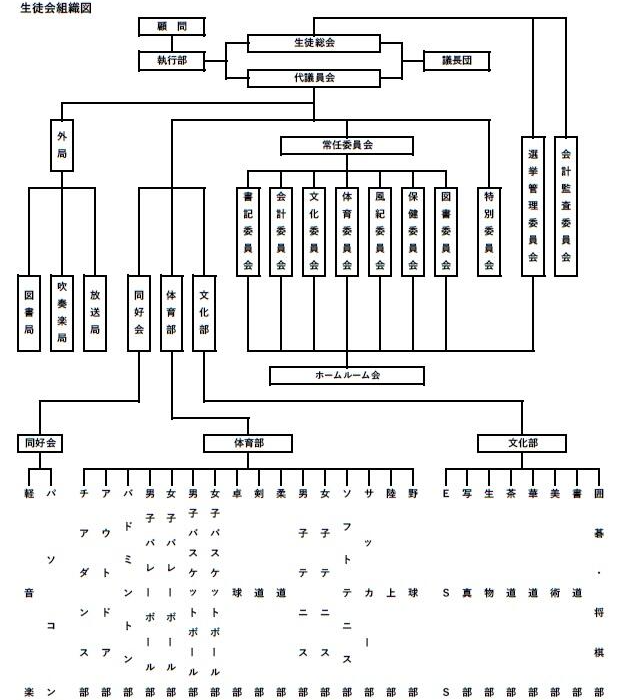 生徒会組織図
顧　問
執行部
生徒総会
代議員会
議長団
外局
常任委員会
書記委員会
会計委員会
文化委員会
体育委員会
風紀委員会
保健委員会
図書委員会
特別委員会
選挙管理委員会
会計監査委員会
図書局
吹奏楽局
放送局
同好会
体育部
文化部
ホームルーム会
同好会
体育部
文化部
軽音楽
パソコン
チアダンス部
アウトドア部
バドミントン部
男子バレーボール部
女子バレーボール部
男子バスケットボール部
女子バスケットボール部
卓球部
剣道部
柔道部
男子テニス部
女子テニス部
ソフトテニス部
サッカー部
陸上部
野球部
ESS
写真部
生物部
茶道部
華道部
美術部
書道部
囲碁・将棋部